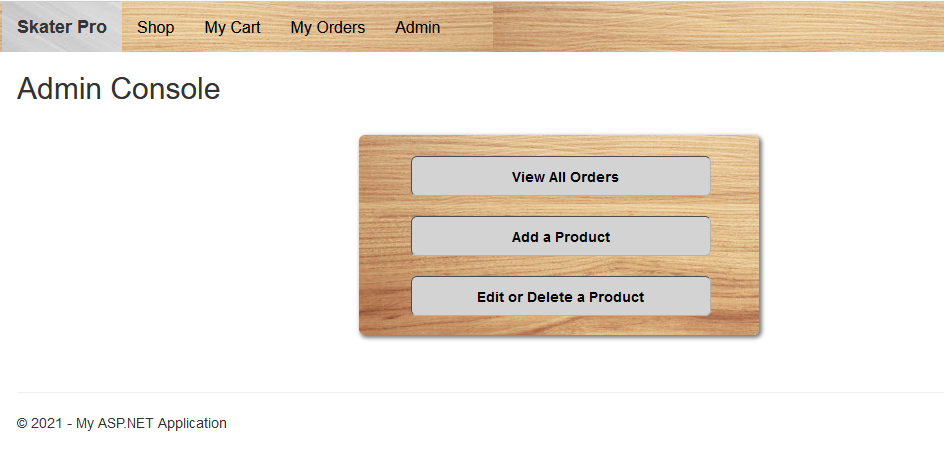 Skater Pro Shop My Cart My Orders Admin
Admin Console
View All Orders
Add a Product
Edit or Delete a Product
© 2021 - My ASP.NET Application